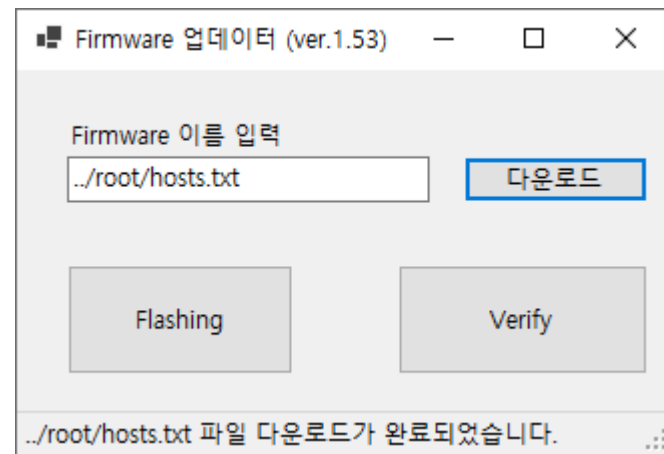 Firmware 업데이터 (ver.1.53)
Firmware 이름 입력
../root/hosts.txt
다운로드
Flashing
Verify
../root/hosts.txt 파일 다운로드가 완료되었습니다.